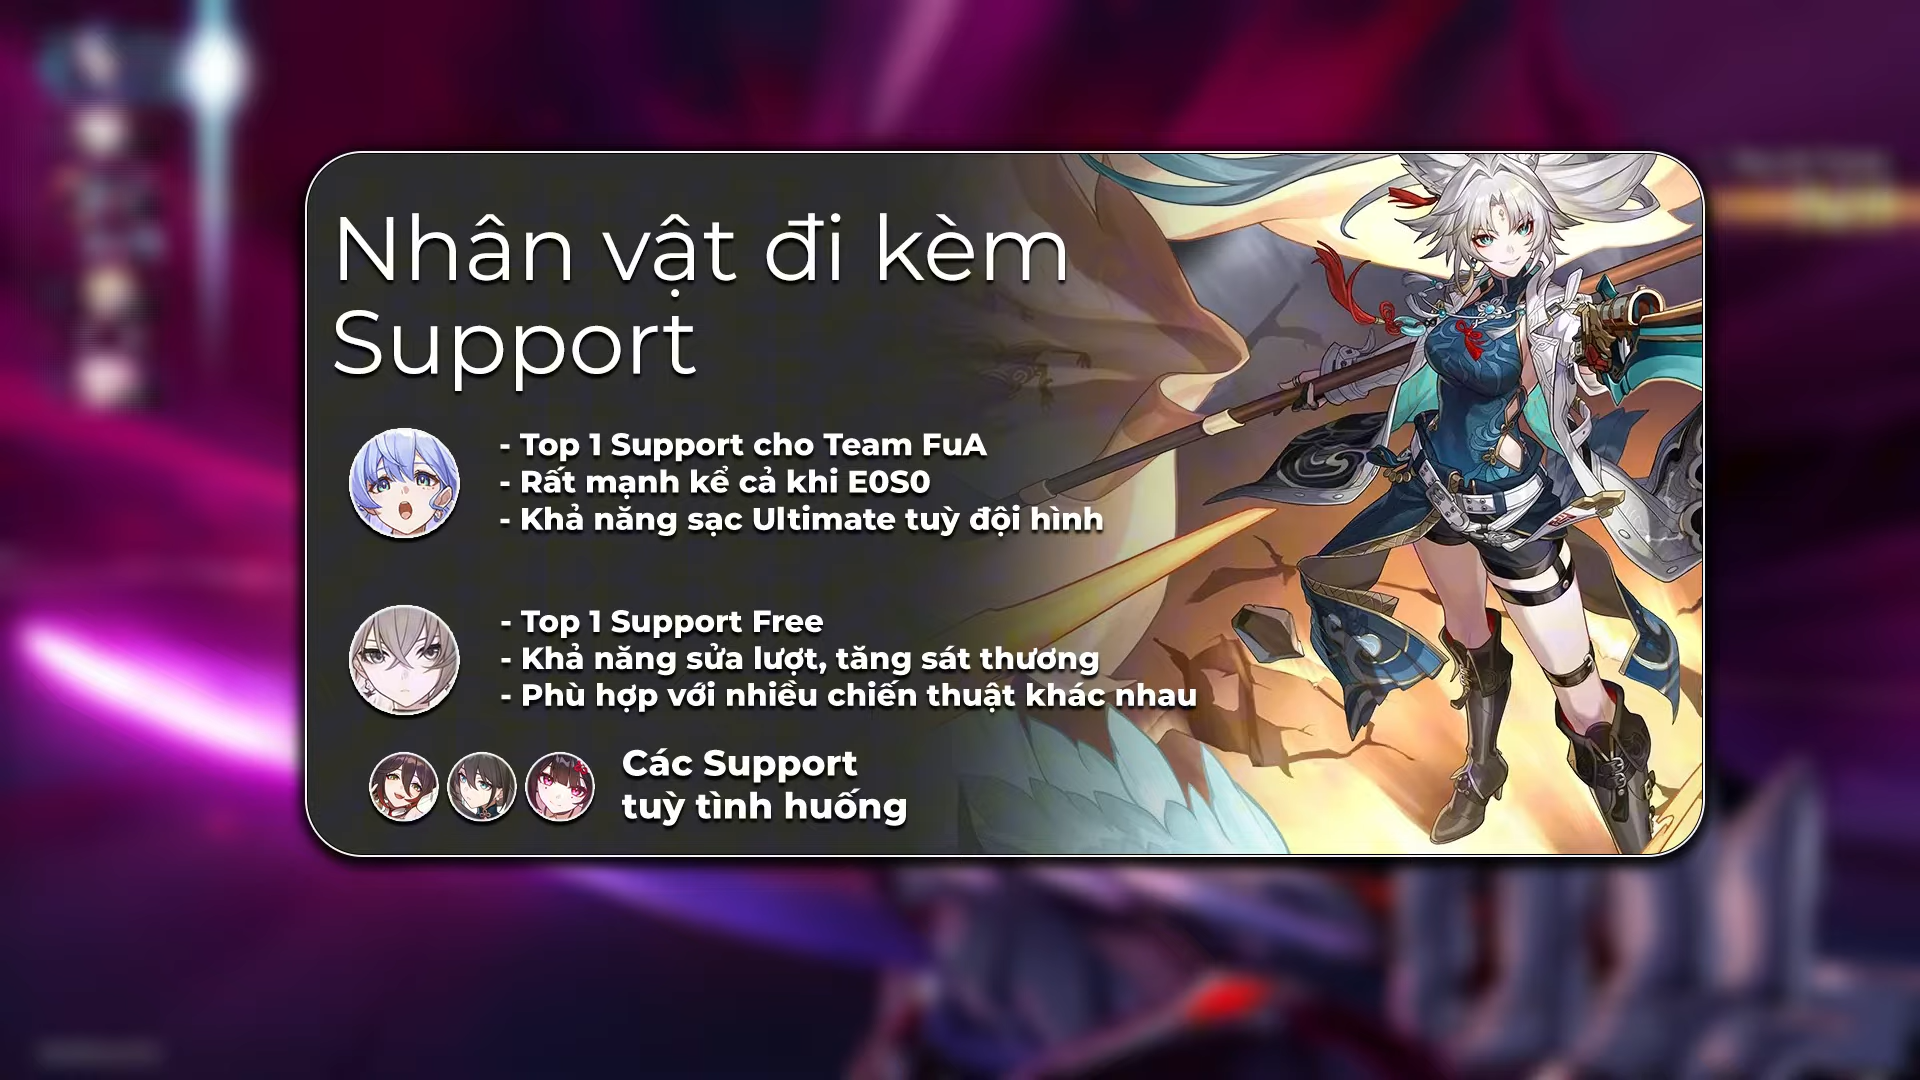 Nhân vật đi kèm
Support
- Top 1 Support cho Team FuA
- Rất mạnh kể cả khi E0S0
- Khả năng sạc Ultimate tuỳ đội hình
- Top 1 Support Free
- Khả năng sửa lượt, tăng sát thương
- Phù hợp với nhiều chiến thuật khác nhau
Các Support
tuỳ tình huống